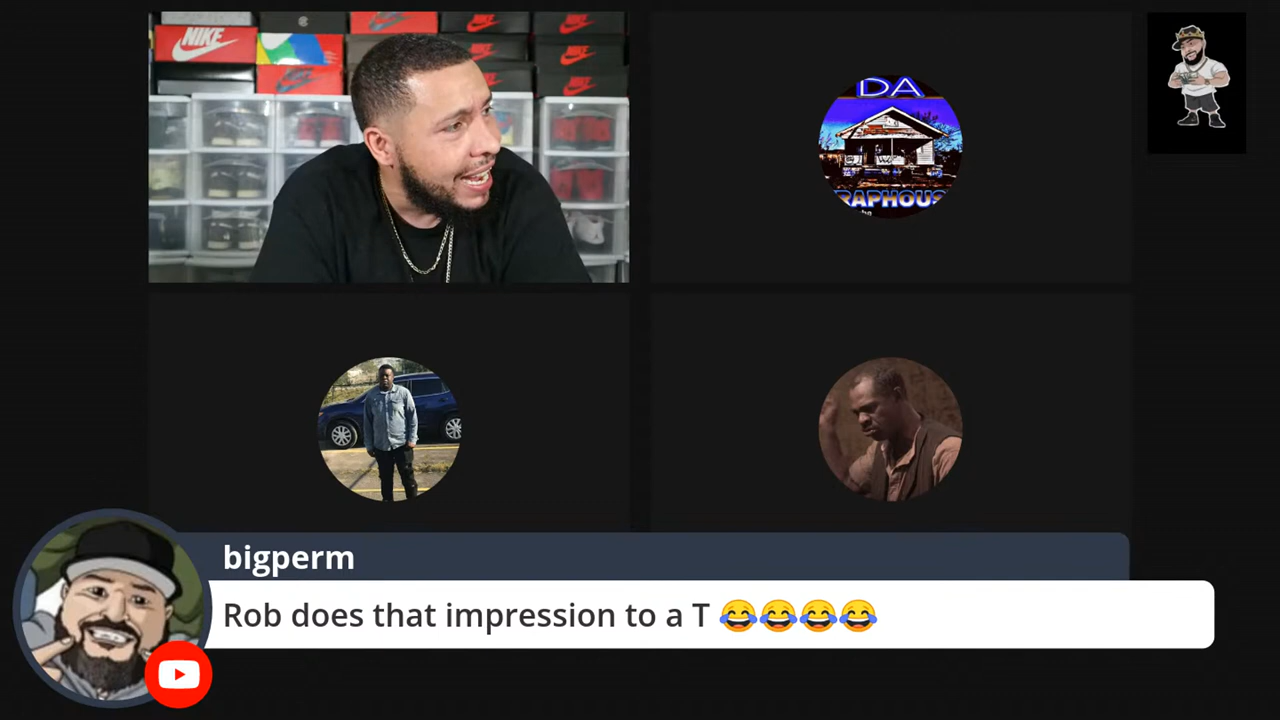 NIKE
DA
RAPHOUS
bigperm
Rob does that impression to a T 😂😂😂😂